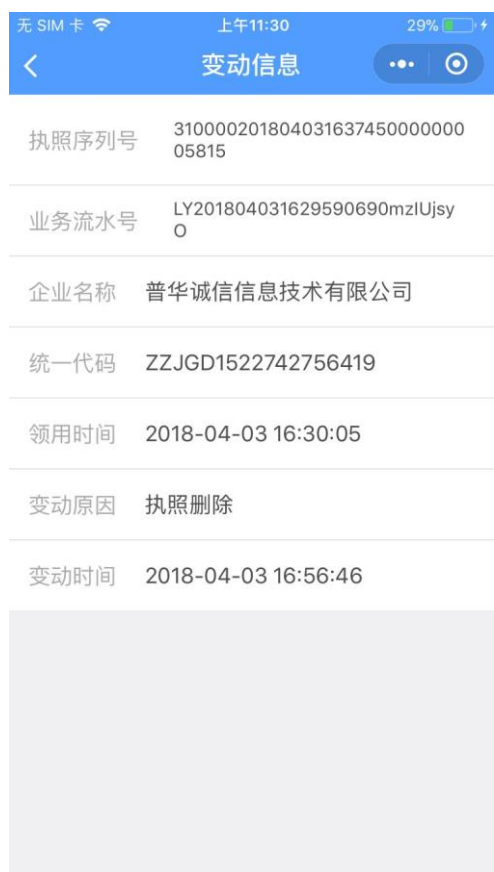 无 SIM 卡 上午11:30 29%
变动信息
执照序列号 310000201804031637450000000
05815
业务流水号 LY201804031629590690mzIUjsy
O
企业名称 普华诚信信息技术有限公司
统一代码 ZZJGD1522742756419
领用时间 2018-04-03 16:30:05
变动原因 执照删除
变动时间 2018-04-03 16:56:46